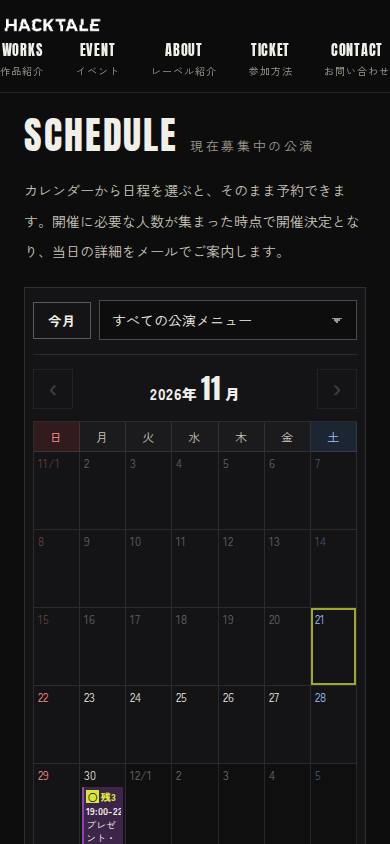 HACKTALE
WORKS EVENT ABOUT TICKET CONTACT
作品紹介 イベント レーベル紹介 参加方法 お問い合わせ
SCHEDULE 現在募集中の公演
カレンダーから日程を選ぶと、そのまま予約できま
す。開催に必要な人数が集まった時点で開催決定とな
り、当日の詳細をメールでご案内します。
今月 すべての公演メニュー
2026年 11 月
日 月 火 水 木 金 土
11/1 2 3 4 5 6 7
8 9 10 11 12 13 14
15 16 17 18 19 20 21
22 23 24 25 26 27 28
29 30 12/1 2 3 4 5
◯ 残3
19:00-22
プレゼ
ント・